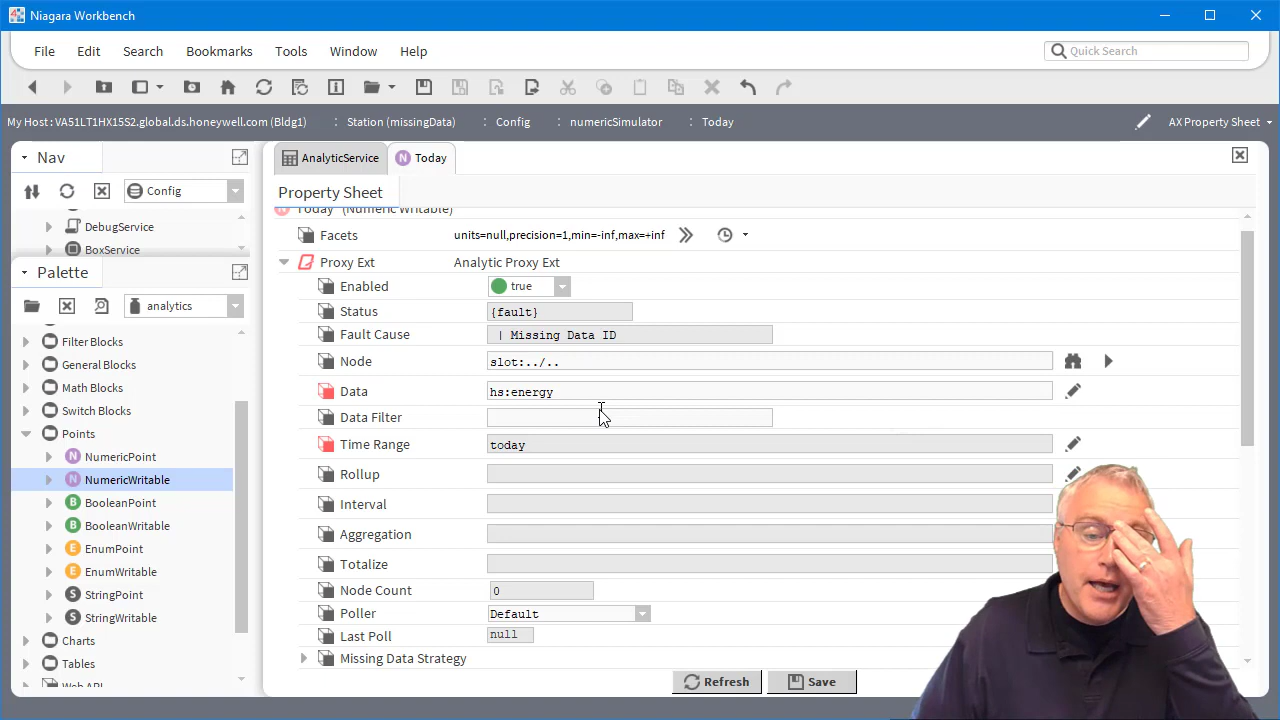 Niagara Workbench
File Edit Search Bookmarks Tools Window Help
Quick Search
My Host : VA51LT1HX15S2.global.ds.honeywell.com (Bldg1) : Station (missingData) : Config : numericSimulator : Today
AX Property Sheet
Nav
Config
DebugService
BoxService
Palette
analytics
Filter Blocks
General Blocks
Math Blocks
Switch Blocks
Points
NumericPoint
NumericWritable
BooleanPoint
BooleanWritable
EnumPoint
EnumWritable
StringPoint
StringWritable
Charts
Tables
Web API
AnalyticService
Today
Property Sheet
Today (Numeric Writable)
Facets units=null,precision=1,min=-inf,max=+inf
Proxy Ext Analytic Proxy Ext
Enabled true
Status {fault}
Fault Cause | Missing Data ID
Node slot:../..
Data hs:energy
Data Filter
Time Range today
Rollup
Interval
Aggregation
Totalize
Node Count 0
Poller Default
Last Poll null
Missing Data Strategy
Refresh
Save